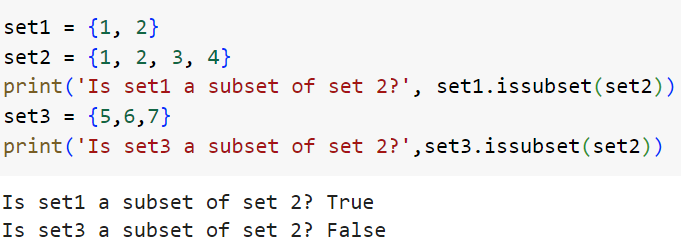 set1 = {1, 2}
set2 = {1, 2, 3, 4}
print('Is set1 a subset of set 2?', set1.issubset(set2))
set3 = {5,6,7}
print('Is set3 a subset of set 2?',set3.issubset(set2))
Is set1 a subset of set 2? True
Is set3 a subset of set 2? False